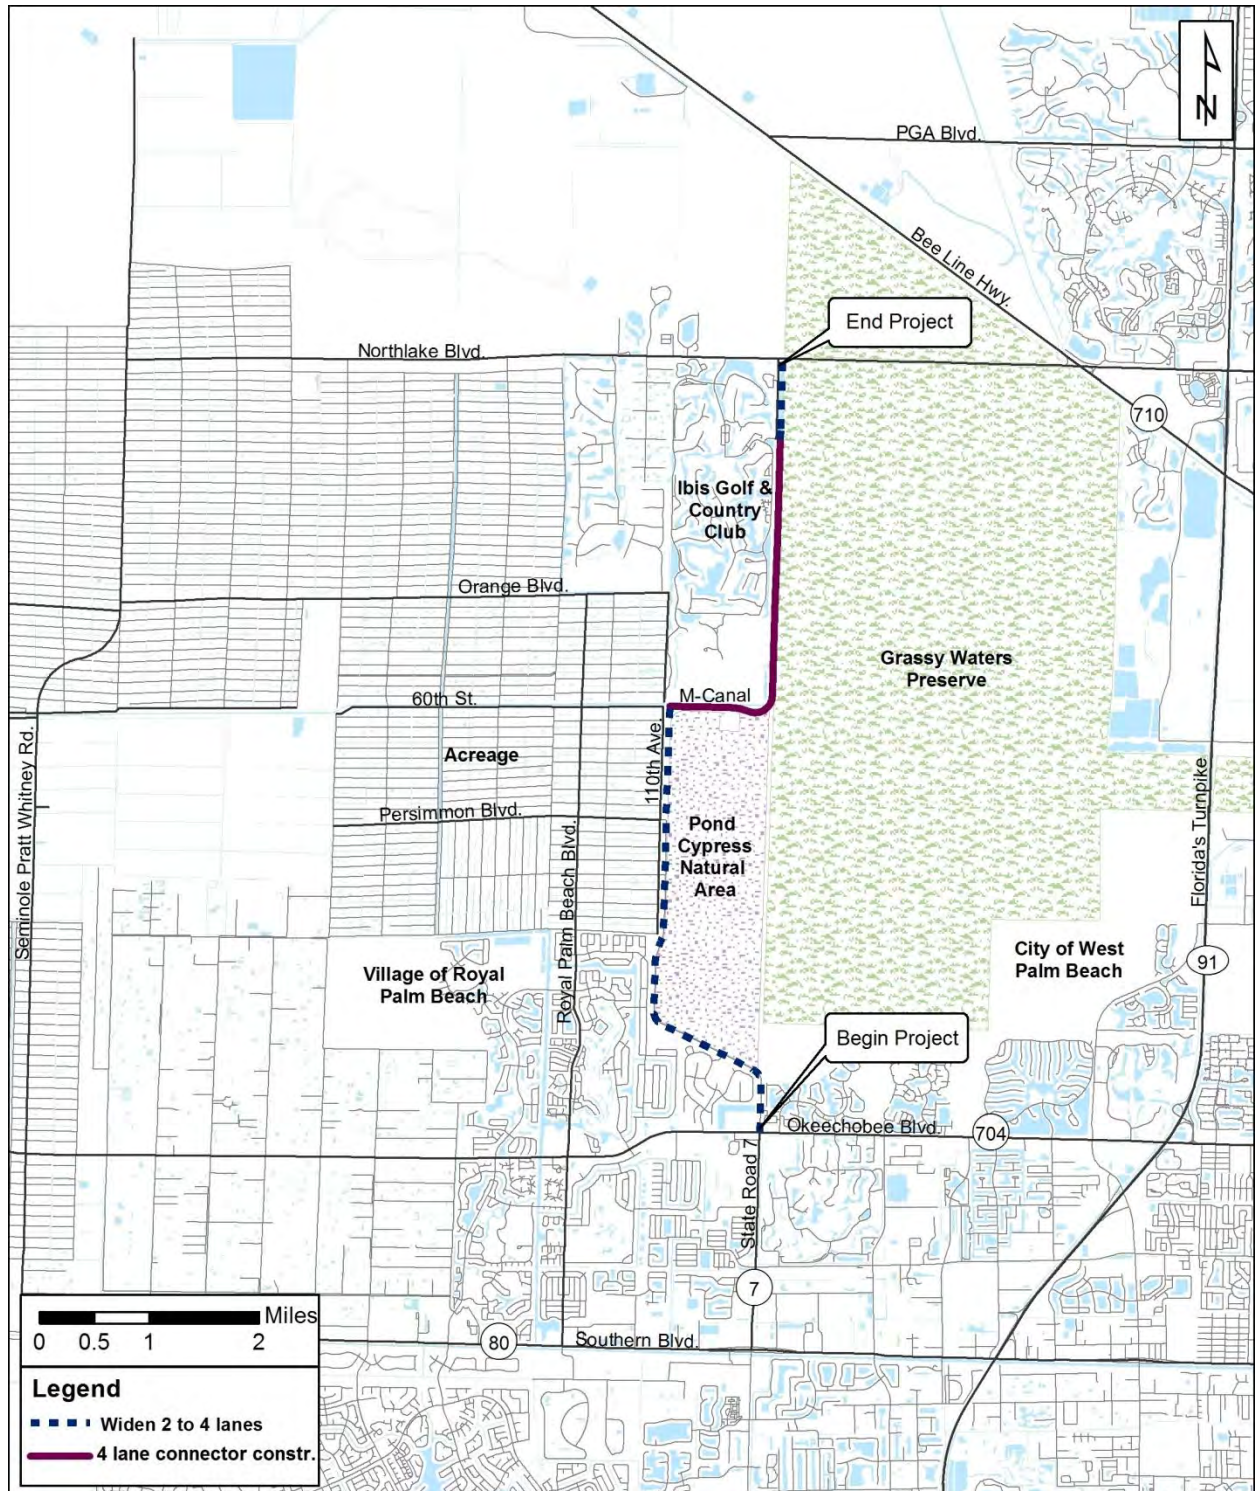 N
PGA Blvd.
Bee Line Hwy.
End Project
Northlake Blvd.
710
Ibis Golf &
Country
Club
Orange Blvd.
Grassy Waters
Preserve
M-Canal
60th St.
110th Ave.
Acreage
Seminole Pratt Whitney Rd.
Persimmon Blvd.
Royal Palm Beach Blvd.
Pond
Cypress
Natural
Area
Florida's Turnpike
City of West
Palm Beach
91
Village of Royal
Palm Beach
Begin Project
Okeechobee Blvd.
704
State Road 7
7
Miles
0 0.5 1 2
80
Southern Blvd.
Legend
Widen 2 to 4 lanes
4 lane connector constr.